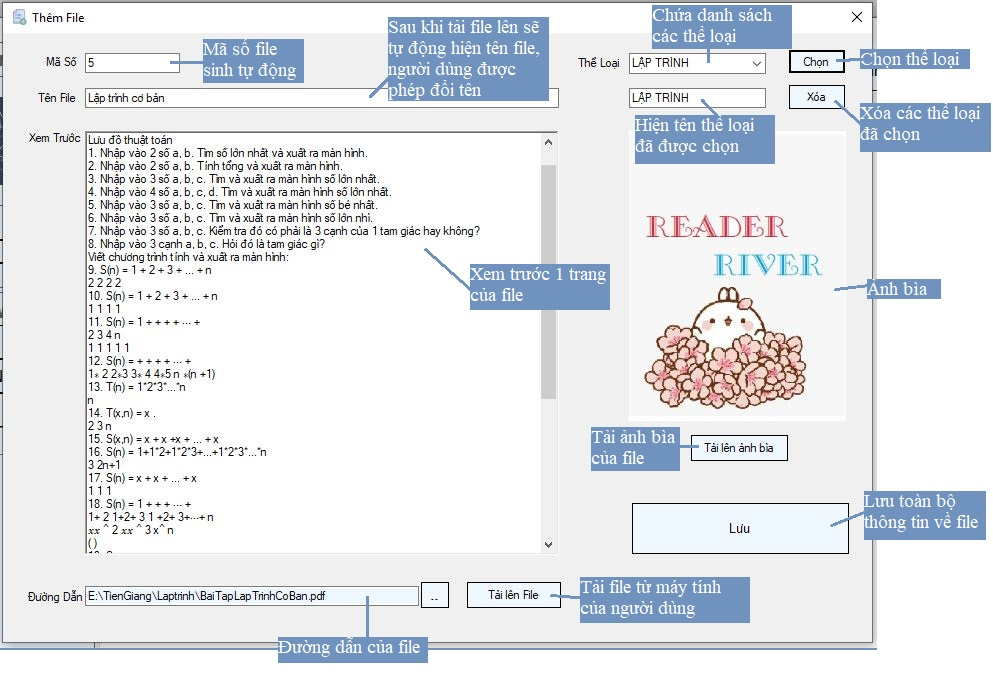 Thêm File
Mã Số
5
Mã số file
sinh tự động
Sau khi tải file lên sẽ
tự động hiện tên file,
người dùng được
phép đổi tên
Chứa danh sách
các thể loại
Thể Loại
LẬP TRÌNH
Chọn
Chọn thể loại
Tên File
Lập trình cơ bản
LẬP TRÌNH
Xóa
Xóa các thể loại
đã chọn
Hiện tên thể loại
đã được chọn
Xem Trước
Lưu đồ thuật toán
1. Nhập vào 2 số a, b. Tìm số lớn nhất và xuất ra màn hình.
2. Nhập vào 2 số a, b. Tính tổng và xuất ra màn hình.
3. Nhập vào 3 số a, b, c. Tìm và xuất ra màn hình số lớn nhất.
4. Nhập vào 4 số a, b, c, d. Tìm và xuất ra màn hình số lớn nhất.
5. Nhập vào 3 số a, b, c. Tìm và xuất ra màn hình số bé nhất.
6. Nhập vào 3 số a, b, c. Tìm và xuất ra màn hình số lớn nhì.
7. Nhập vào 3 số a, b, c. Kiểm tra đó có phải là 3 cạnh của 1 tam giác hay không?
8. Nhập vào 3 cạnh a, b, c. Hỏi đó là tam giác gì?
Viết chương trình tính và xuất ra màn hình:
9. S(n) = 1 + 2 + 3 + ... + n
2 2 2 2
10. S(n) = 1 + 2 + 3 + ... + n
1 1 1 1
11. S(n) = 1 + + + + ⋯ +
2 3 4 n
1 1 1 1 1
12. S(n) = + + + + ⋯ +
1∗ 2 2∗3 3∗ 4 4∗5 n ∗(n +1)
13. T(n) = 1*2*3*...*n
n
14. T(x,n) = x .
2 3 n
15. S(x,n) = x + x +x + ... + x
16. S(n) = 1+1*2+1*2*3+...+1*2*3*...*n
3 2n+1
17. S(n) = x + x + ... + x
1 1 1
18. S(n) = 1 + + + ⋯ +
1+ 2 1+2+ 3 1 +2+ 3+⋯+ n
𝑥𝑥 ^ 2 𝑥𝑥 ^ 3 x^ n
( )
Xem trước 1 trang
của file
READER
RIVER
Ảnh bìa
Tải ảnh bìa
của file
Tải lên ảnh bìa
Lưu
Lưu toàn bộ
thông tin về file
Đường Dẫn
E:\TienGiang\Laptrinh\BaiTapLapTrinhCoBan.pdf
..
Tải lên File
Tải file từ máy tính
của người dùng
Đường dẫn của file